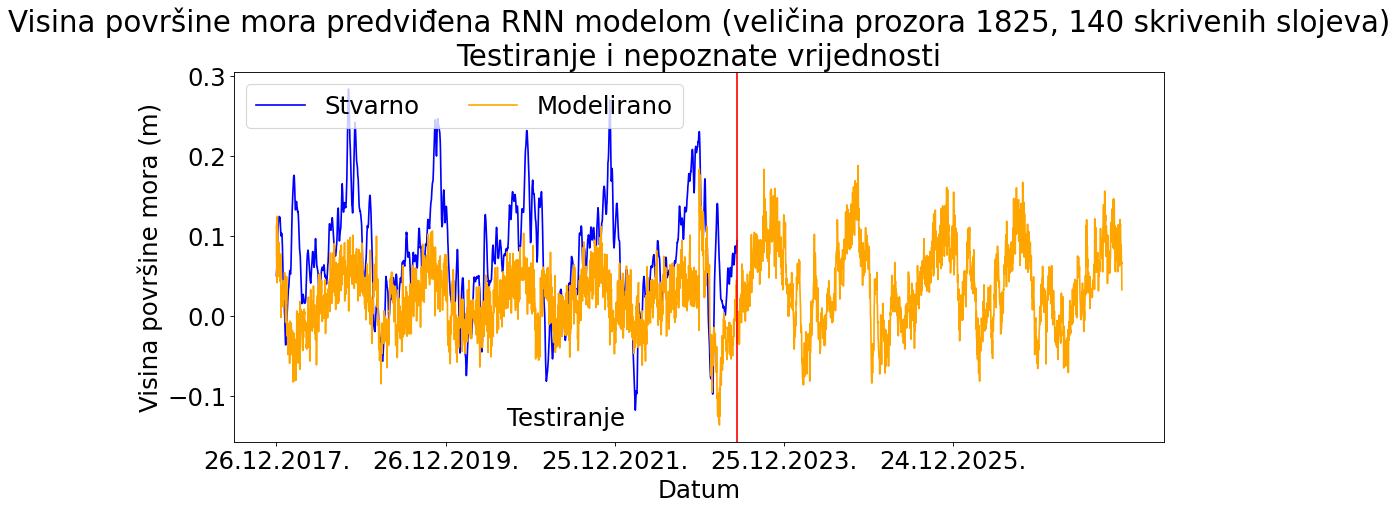 Visina površine mora predviđena RNN modelom (veličina prozora 1825, 140 skrivenih slojeva)
Testiranje i nepoznate vrijednosti
Stvarno
Modelirano
Visina površine mora (m)
0.3
0.2
0.1
0.0
−0.1
Testiranje
26.12.2017.
26.12.2019.
25.12.2021.
25.12.2023.
24.12.2025.
Datum